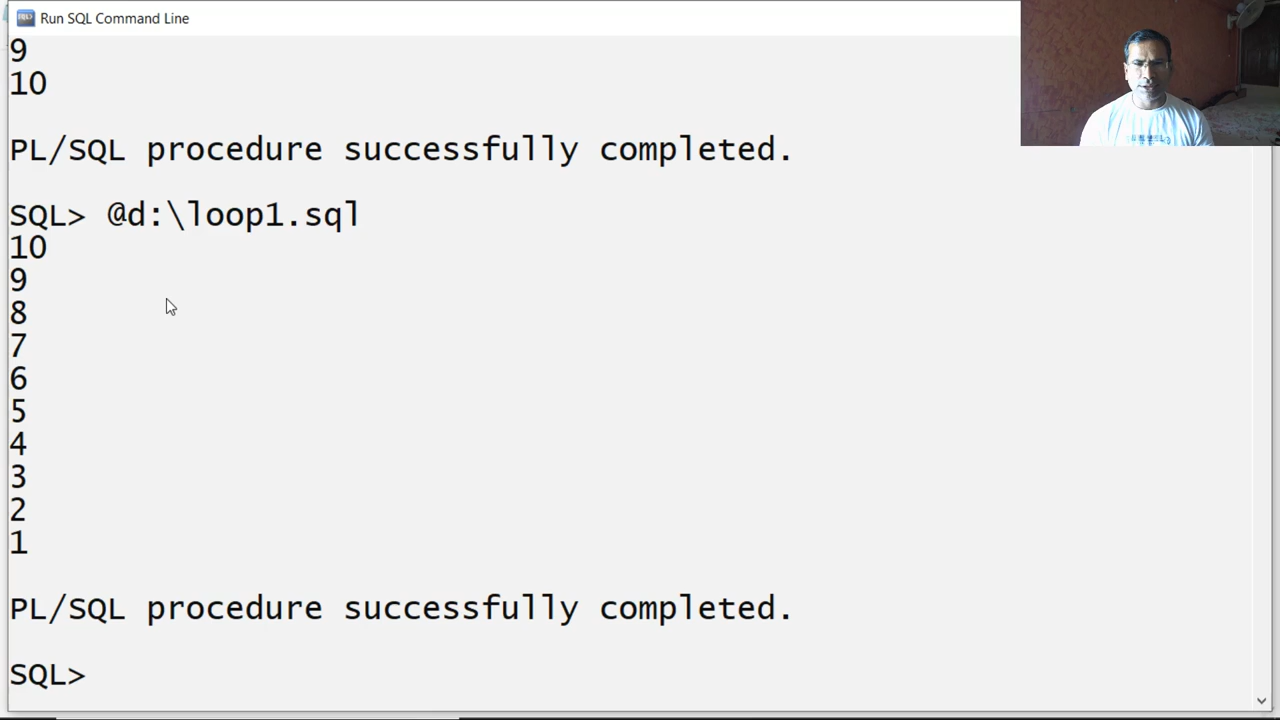 Run SQL Command Line
9
10
PL/SQL procedure successfully completed.
SQL> @d:\loop1.sql
10
9
8
7
6
5
4
3
2
1
PL/SQL procedure successfully completed.
SQL>